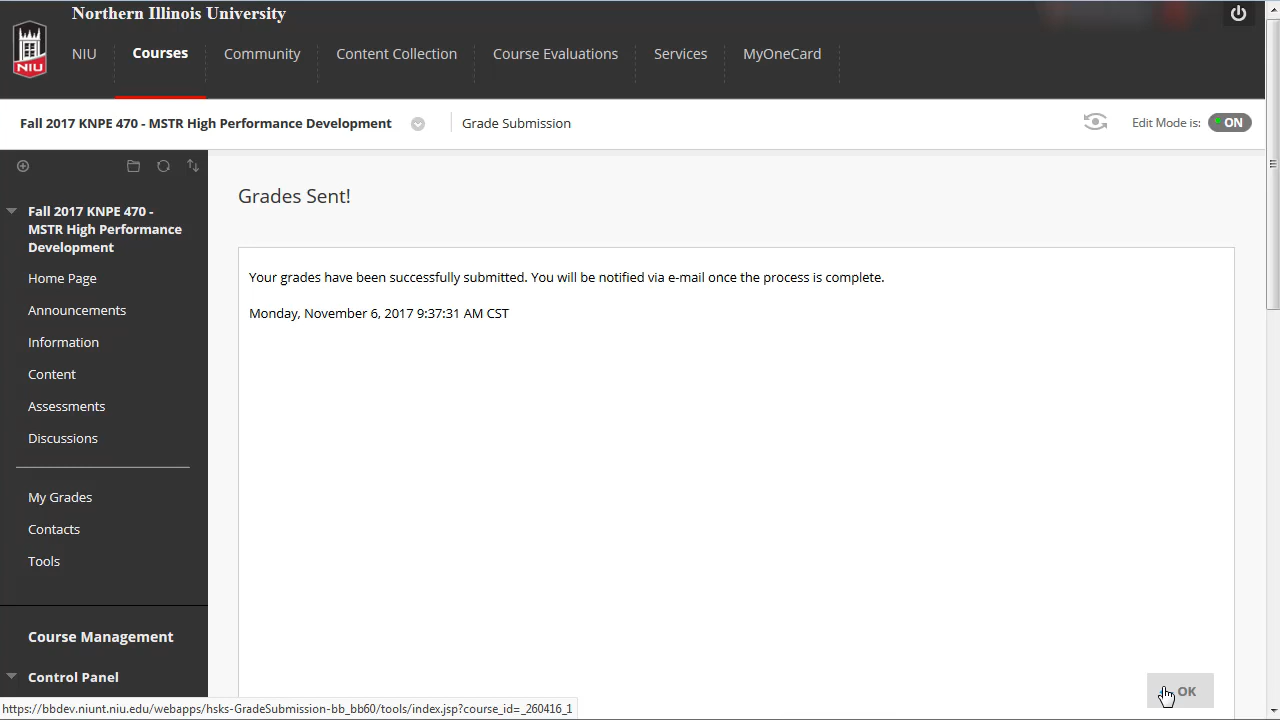 Northern Illinois University
NIU
NIU
Courses
Community
Content Collection
Course Evaluations
Services
MyOneCard
Fall 2017 KNPE 470 - MSTR High Performance Development
Grade Submission
Edit Mode is:
ON
Fall 2017 KNPE 470 -
MSTR High Performance
Development
Home Page
Announcements
Information
Content
Assessments
Discussions
My Grades
Contacts
Tools
Course Management
Control Panel
Grades Sent!
Your grades have been successfully submitted. You will be notified via e-mail once the process is complete.
Monday, November 6, 2017 9:37:31 AM CST
OK
https://bbdev.niunt.niu.edu/webapps/hsks-GradeSubmission-bb_bb60/tools/index.jsp?course_id=_260416_1